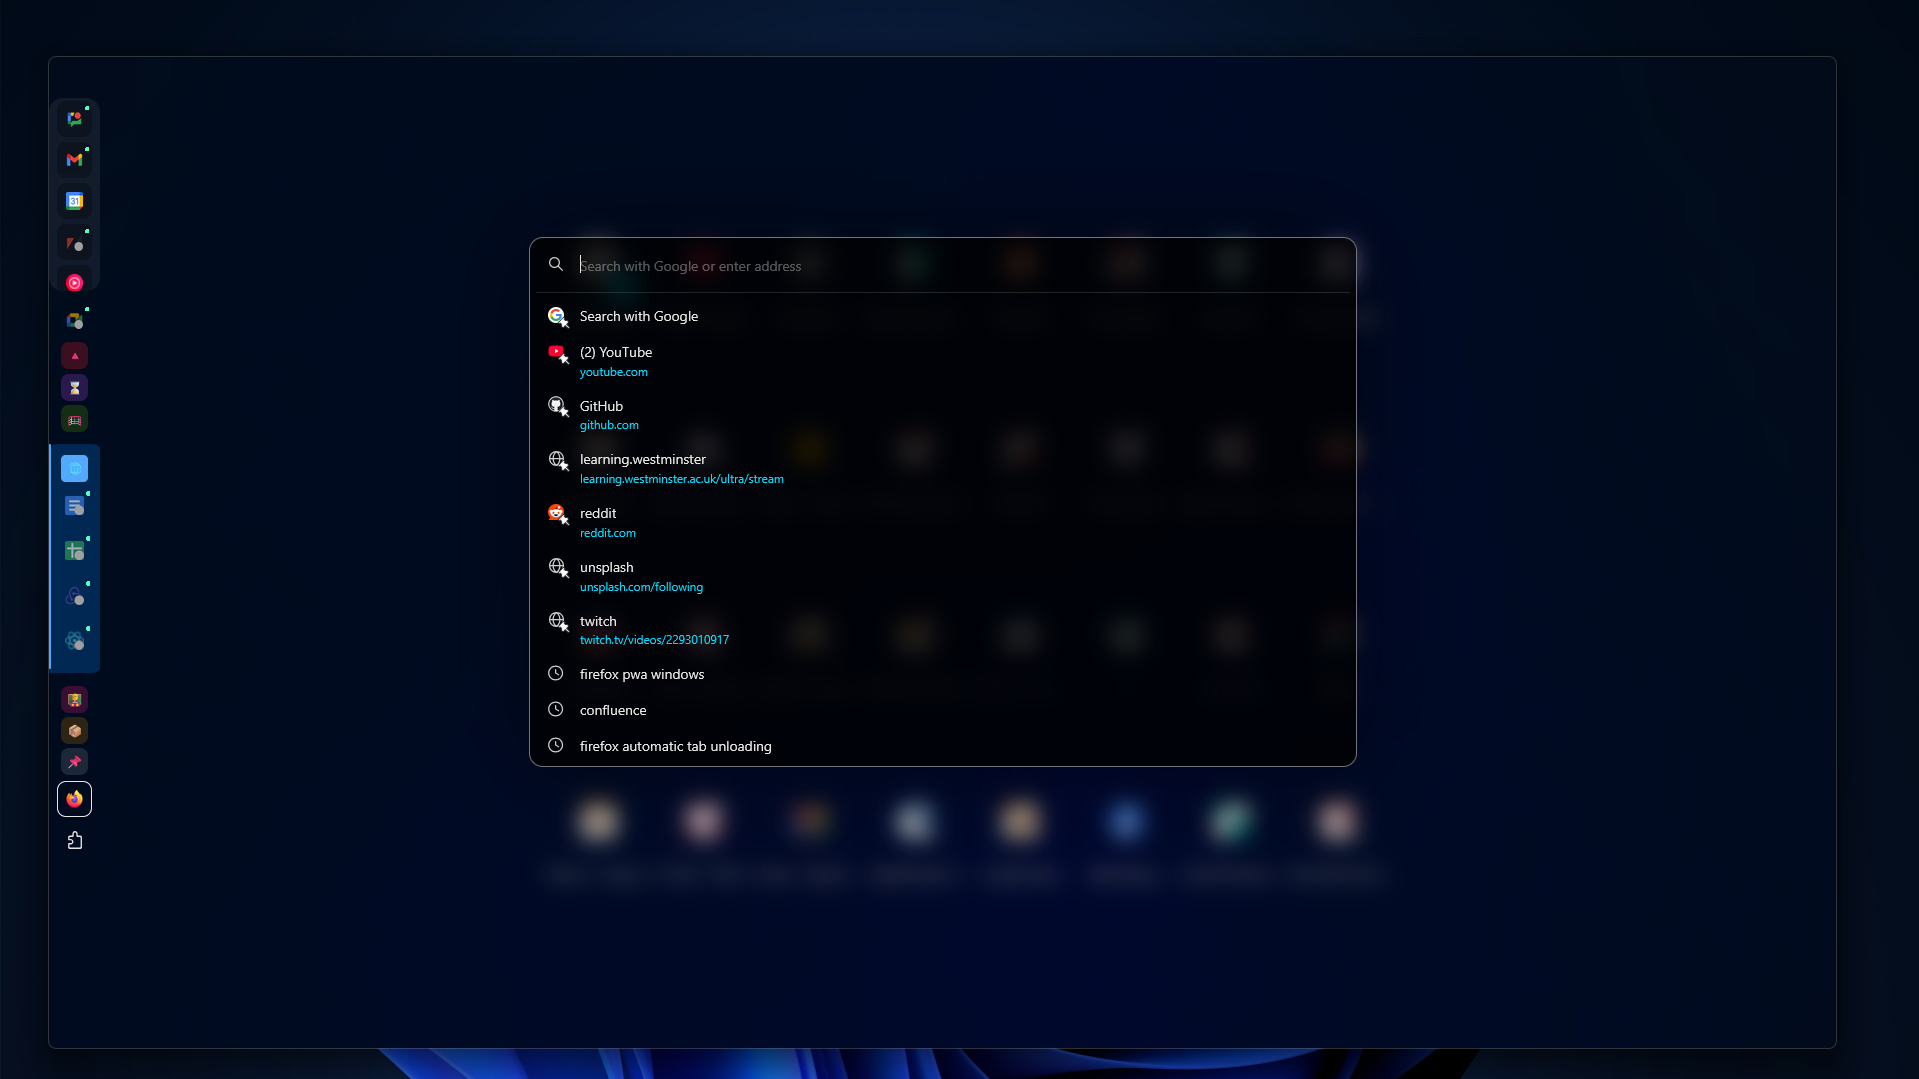 Search with Google or enter address
Search with Google
(2) YouTube
youtube.com
GitHub
github.com
learning.westminster
learning.westminster.ac.uk/ultra/stream
reddit
reddit.com
unsplash
unsplash.com/following
twitch
twitch.tv/videos/2293010917
firefox pwa windows
confluence
firefox automatic tab unloading
31